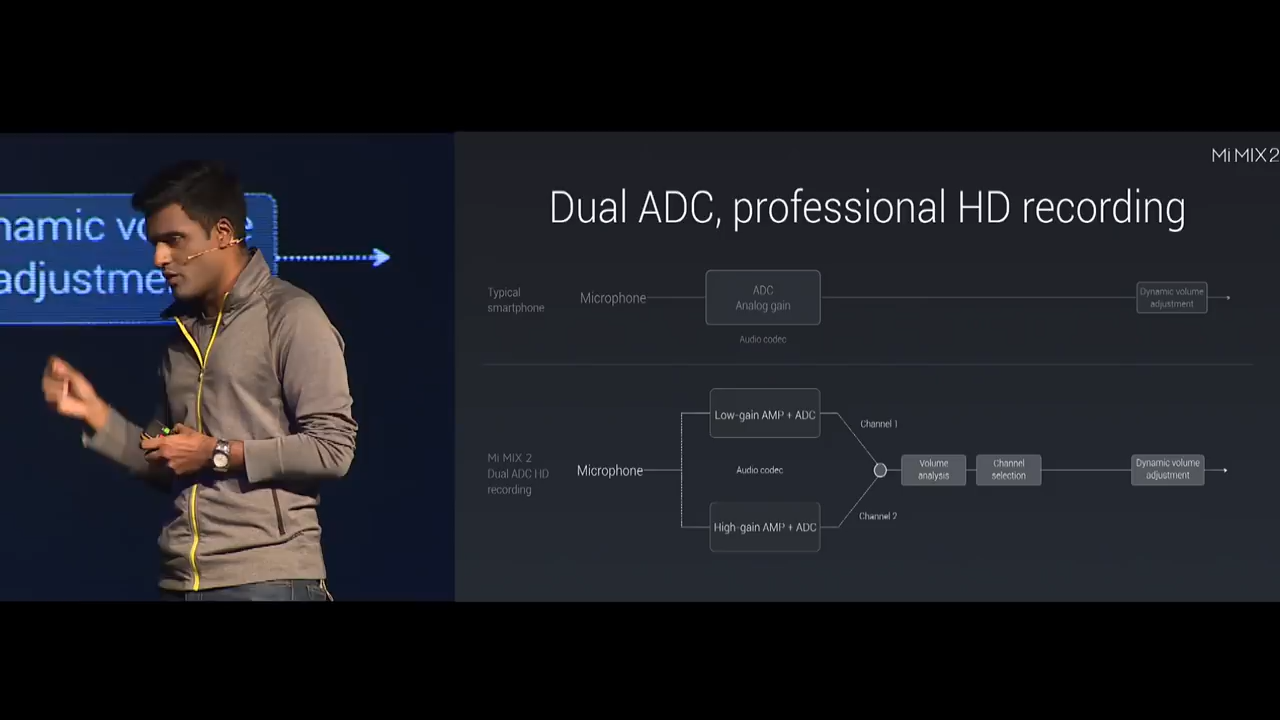 namic vo
adjustme
Mi MIX 2
Dual ADC, professional HD recording
Typical
smartphone
Microphone
ADC
Analog gain
Audio codec
Dynamic volume
adjustment
Mi MIX 2
Dual ADC HD
recording
Microphone
Low-gain AMP + ADC
Audio codec
High-gain AMP + ADC
Channel 1
Channel 2
Volume
analysis
Channel
selection
Dynamic volume
adjustment